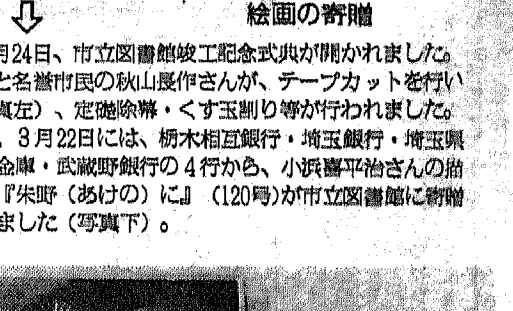 絵画の寄贈
月24日、市立図書館竣工記念式典が開かれました。
と名誉市民の秋山長作さんが、テープカットを行い
真左）、定礎除幕・くす玉割り等が行われました。
、3月22日には、栃木相互銀行・埼玉銀行・埼玉県
金庫・武蔵野銀行の4行から、小浜喜平治さんの描
『朱野（あけの）に』（120号）が市立図書館に寄贈
ました（写真下）。